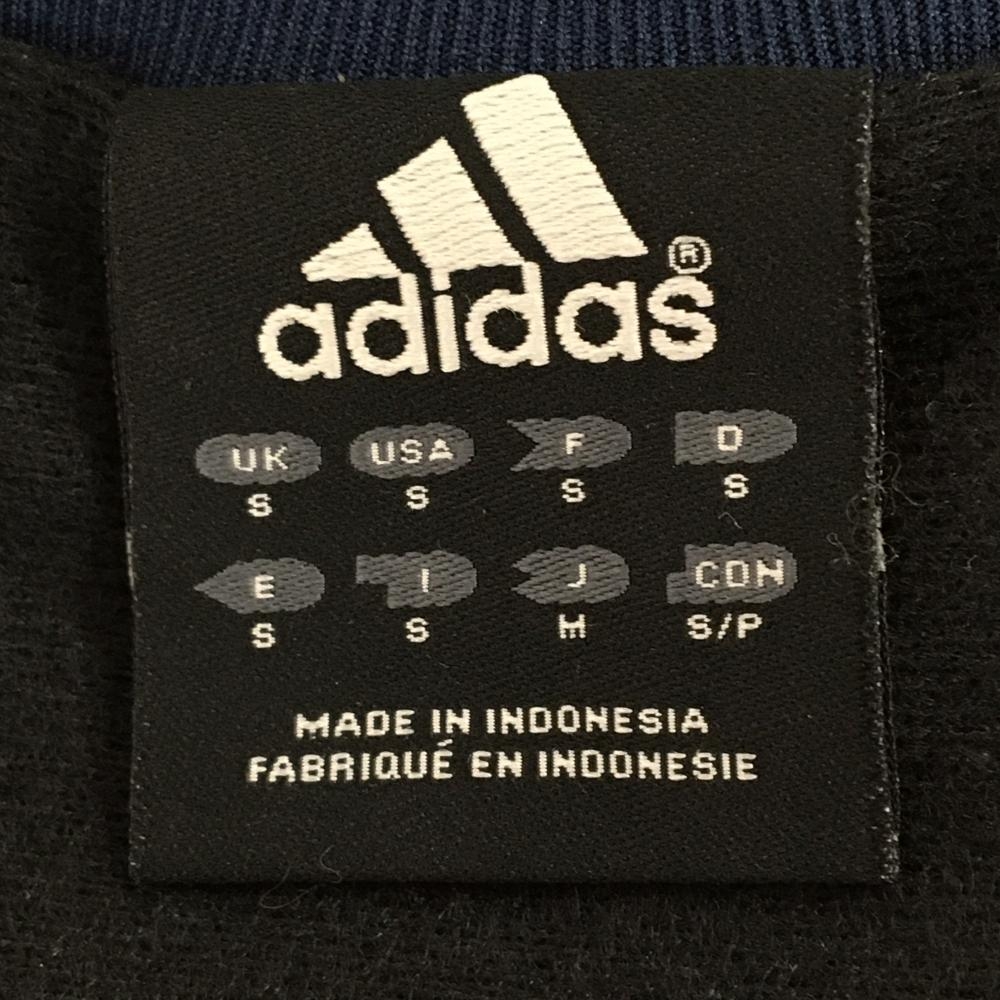 adidas®
UK USA F D
S S S S
E I J CON
S S M S/P
MADE IN INDONESIA
FABRIQUÉ EN INDONESIE